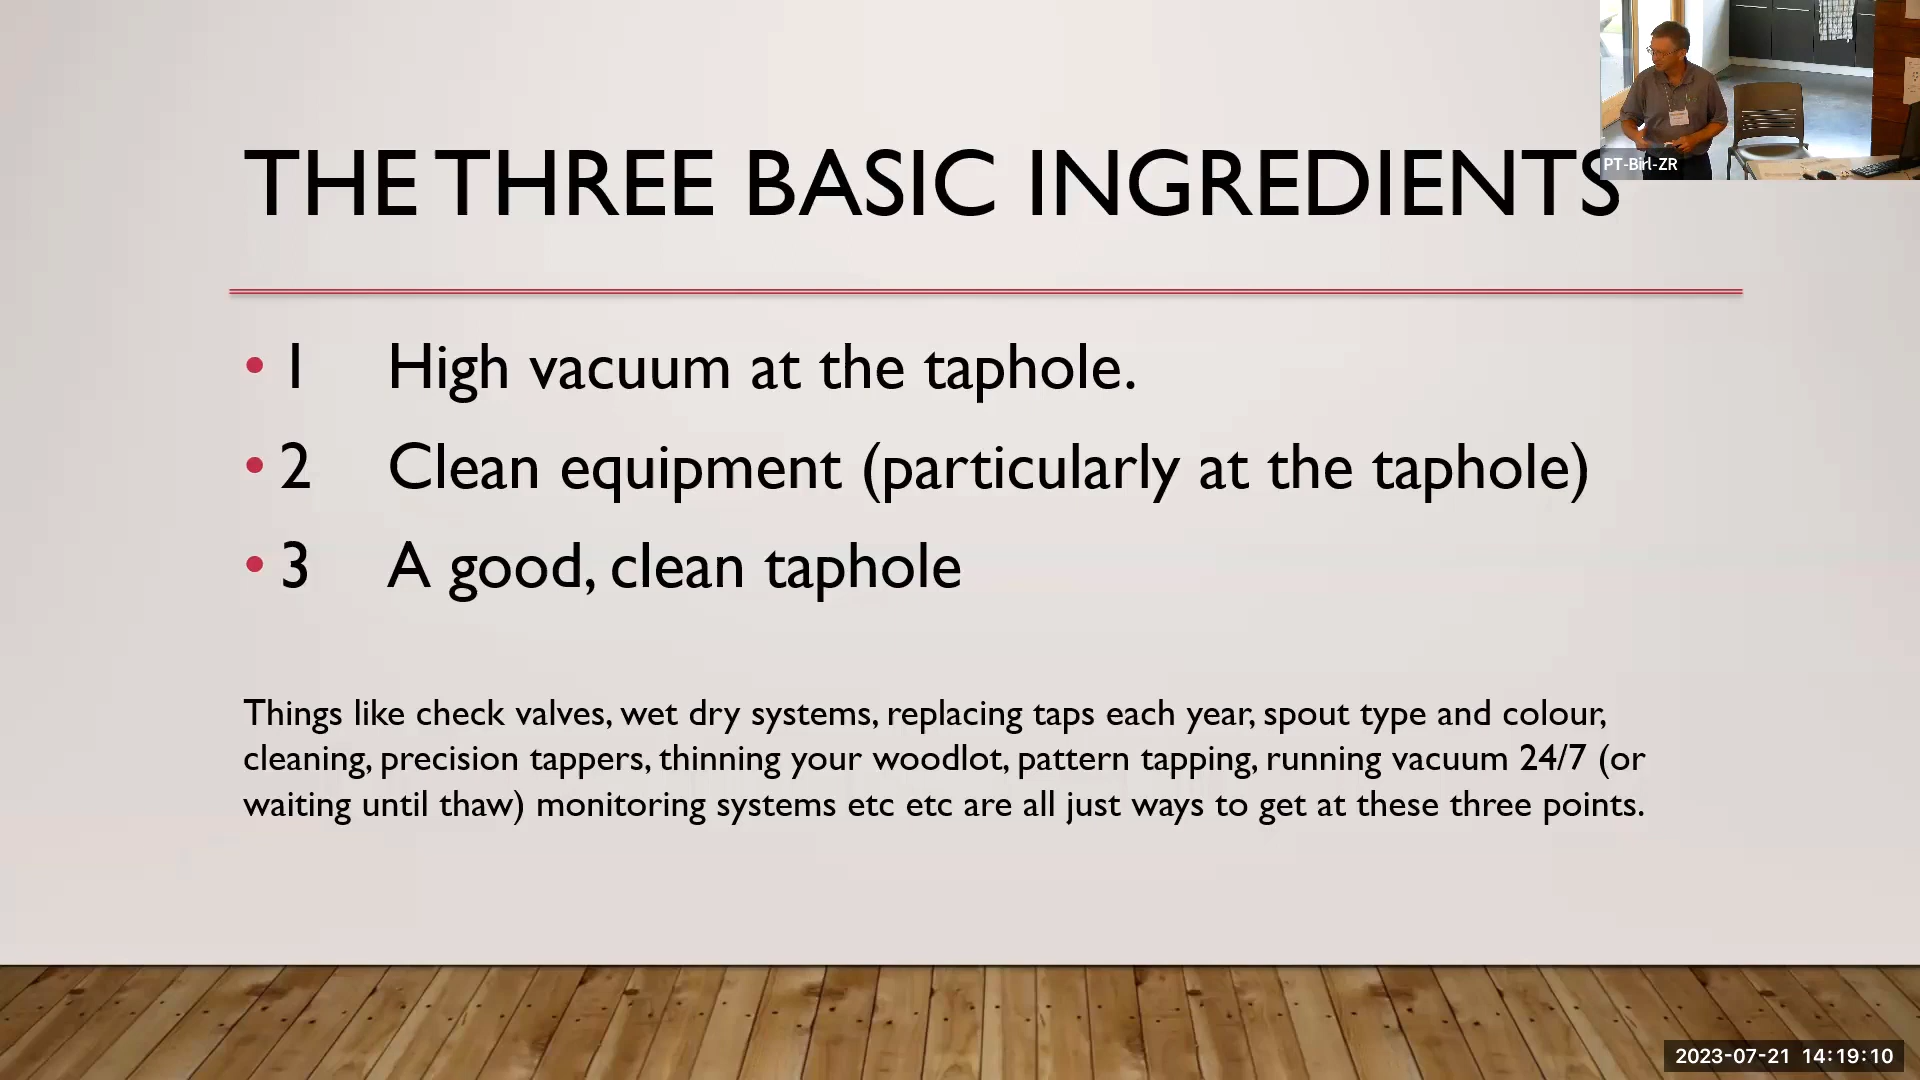 THE THREE BASIC INGREDIENTS
PT-Birl-ZR
• 1 High vacuum at the taphole.
• 2 Clean equipment (particularly at the taphole)
• 3 A good, clean taphole
Things like check valves, wet dry systems, replacing taps each year, spout type and colour,
cleaning, precision tappers, thinning your woodlot, pattern tapping, running vacuum 24/7 (or
waiting until thaw) monitoring systems etc etc are all just ways to get at these three points.
2023-07-21 14:19:10